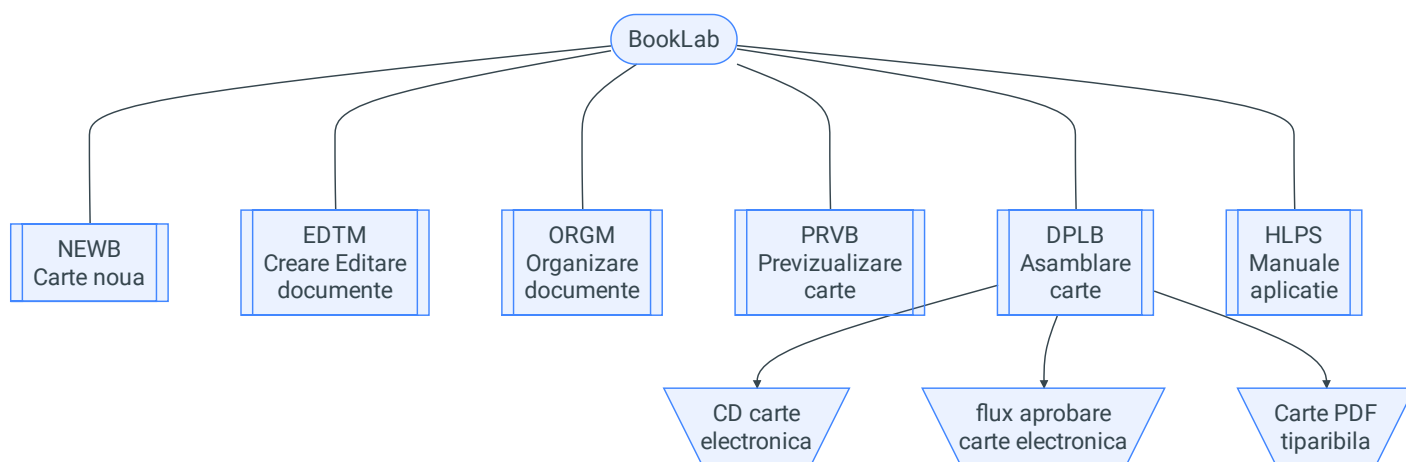 BookLab
NEWB
Carte noua
EDTM
Creare Editare
documente
ORGM
Organizare
documente
PRVB
Previzualizare
carte
DPLB
Asamblare
carte
HLPS
Manuale
aplicatie
CD carte
electronica
flux aprobare
carte electronica
Carte PDF
tiparibila